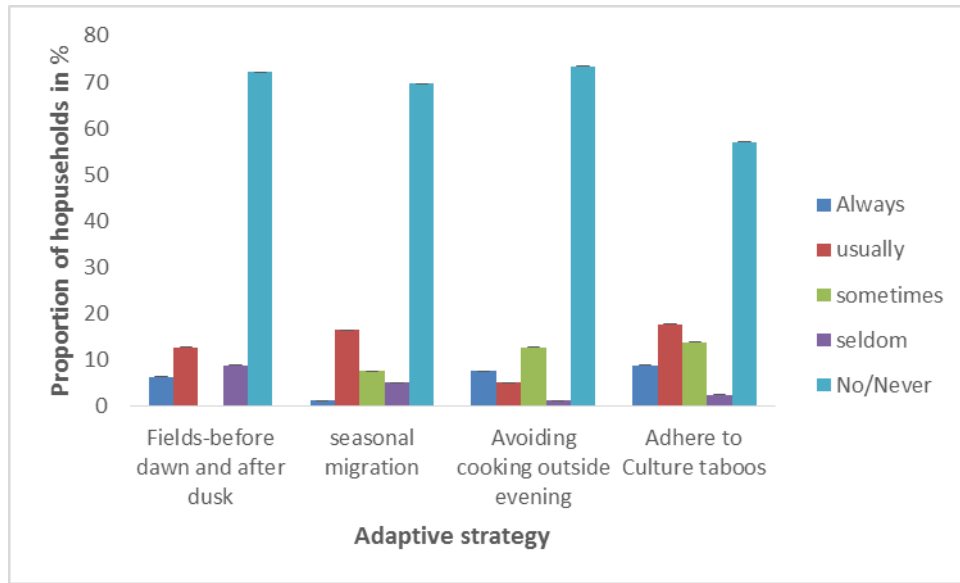 80
70
60
50
40
30
20
10
0
Proportion of hopuseholds in %
Fields-before
dawn and after
dusk
seasonal
migration
Avoiding
cooking outside
evening
Adhere to
Culture taboos
Adaptive strategy
Always
usually
sometimes
seldom
No/Never